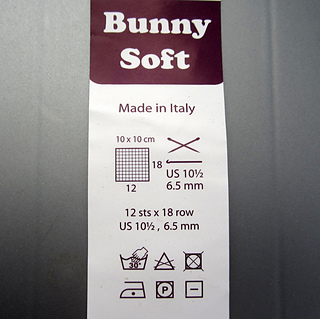 Bunny
Soft
Made in Italy
10 x 10 cm
18
12
US 10½
6.5 mm
12 sts x 18 row
US 10½ , 6.5 mm
30°
P